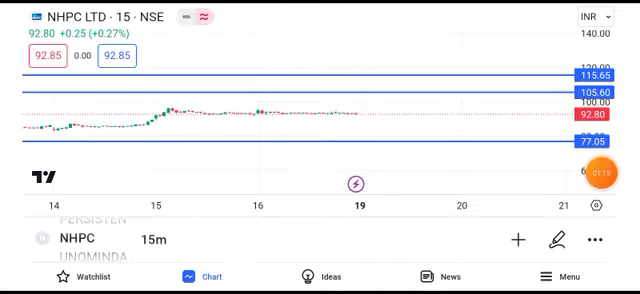 NHPC LTD · 15 · NSE
INR
92.80 +0.25 (+0.27%)
92.85 0.00 92.85
140.00
120.00
115.65
105.60
100.00
92.80
77.05
14 15 16 19 20 21
01:15
PERSISTEN
NHPC 15m
UNOMINDA
Watchlist Chart Ideas News Menu